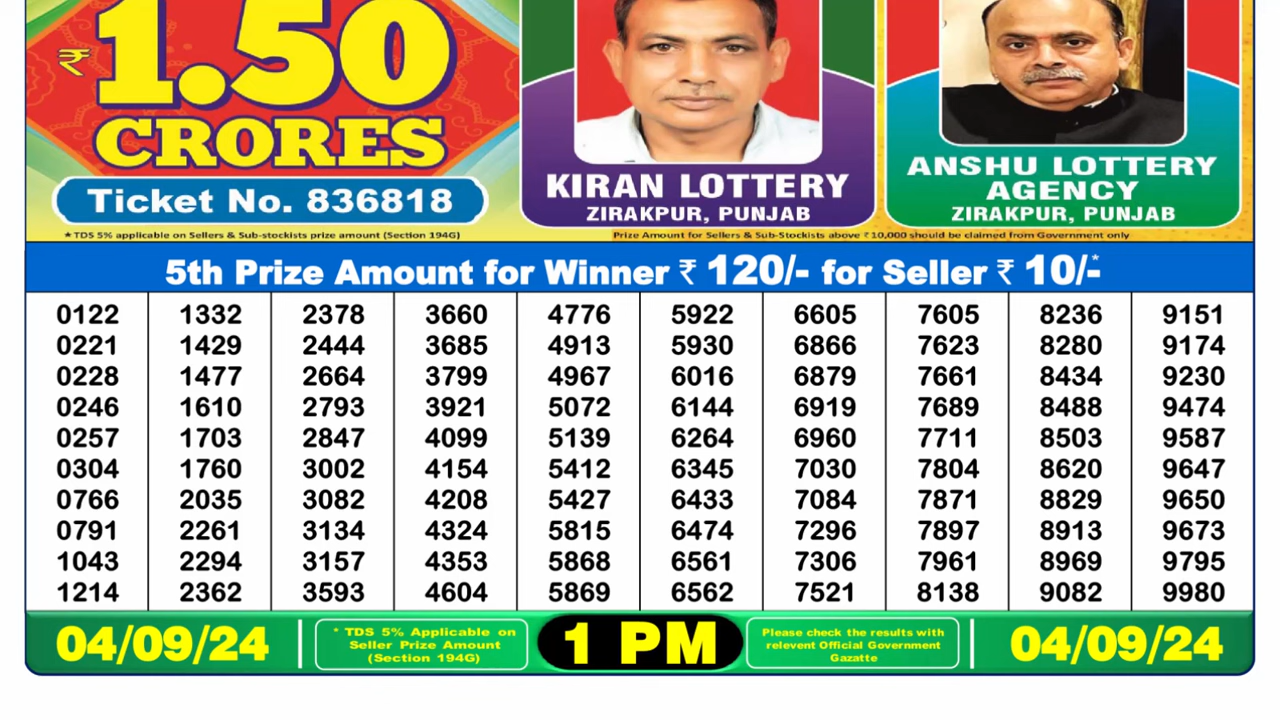 ₹ 1.50
CRORES
Ticket No. 836818
KIRAN LOTTERY
ZIRAKPUR, PUNJAB
ANSHU LOTTERY
AGENCY
ZIRAKPUR, PUNJAB
* TDS 5% applicable on Sellers & Sub-stockists prize amount (Section 194G)
Prize Amount for Sellers & Sub-Stockists above ₹10,000 should be claimed from Government only
5th Prize Amount for Winner ₹ 120/- for Seller ₹ 10/-*
0122 1332 2378 3660 4776 5922 6605 7605 8236 9151
0221 1429 2444 3685 4913 5930 6866 7623 8280 9174
0228 1477 2664 3799 4967 6016 6879 7661 8434 9230
0246 1610 2793 3921 5072 6144 6919 7689 8488 9474
0257 1703 2847 4099 5139 6264 6960 7711 8503 9587
0304 1760 3002 4154 5412 6345 7030 7804 8620 9647
0766 2035 3082 4208 5427 6433 7084 7871 8829 9650
0791 2261 3134 4324 5815 6474 7296 7897 8913 9673
1043 2294 3157 4353 5868 6561 7306 7961 8969 9795
1214 2362 3593 4604 5869 6562 7521 8138 9082 9980
04/09/24
* TDS 5% Applicable on
Seller Prize Amount
(Section 194G)
1 PM
Please check the results with
relevent Official Government
Gazatte
04/09/24